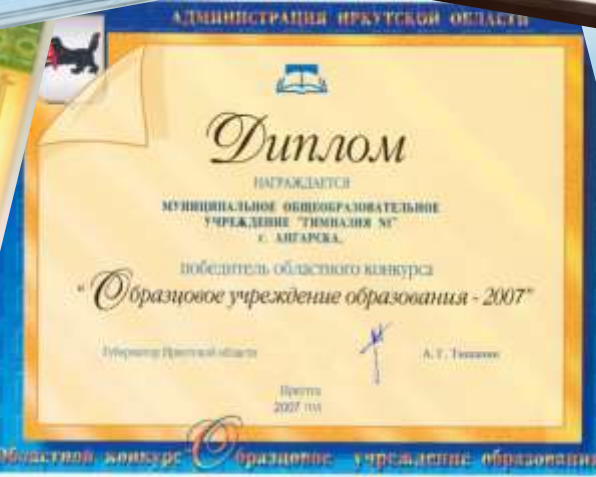 АДМИНИСТРАЦИЯ ИРКУТСКОЙ ОБЛАСТИ
Диплом
НАГРАЖДАЕТСЯ
МУНИЦИПАЛЬНОЕ ОБЩЕОБРАЗОВАТЕЛЬНОЕ
УЧРЕЖДЕНИЕ "ГИМНАЗИЯ №1"
г. АНГАРСКА,
победитель областного конкурса
"Образцовое учреждение образования - 2007"
Губернатор Иркутской области
А. Г. Тишанин
Иркутск
2007 год
Областной конкурс "Образцовое учреждение образования